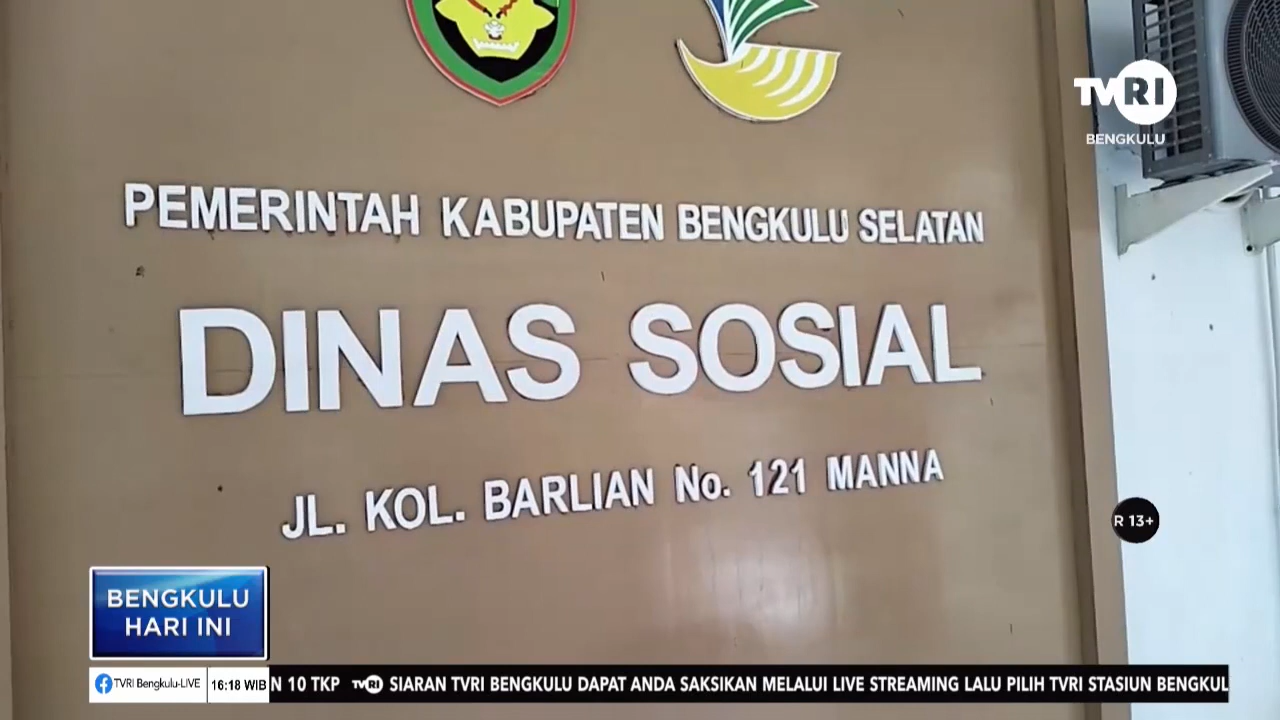 TVRI
BENGKULU
PEMERINTAH KABUPATEN BENGKULU SELATAN
DINAS SOSIAL
JL. KOL. BARLIAN No. 121 MANNA
R 13+
BENGKULU
HARI INI
TVRI Bengkulu-LIVE
16:18 WIB
N 10 TKP TVRI SIARAN TVRI BENGKULU DAPAT ANDA SAKSIKAN MELALUI LIVE STREAMING LALU PILIH TVRI STASIUN BENGKUL